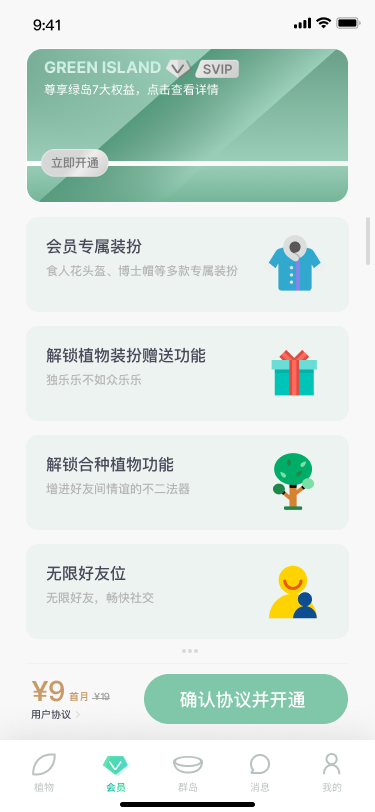 9:41
GREEN ISLAND SVIP
尊享绿岛7大权益，点击查看详情
立即开通
会员专属装扮
食人花头盔、博士帽等多款专属装扮
解锁植物装扮赠送功能
独乐乐不如众乐乐
解锁合种植物功能
增进好友间情谊的不二法器
无限好友位
无限好友，畅快社交
¥9 首月 ¥19
用户协议
确认协议并开通
植物 会员 群岛 消息 我的